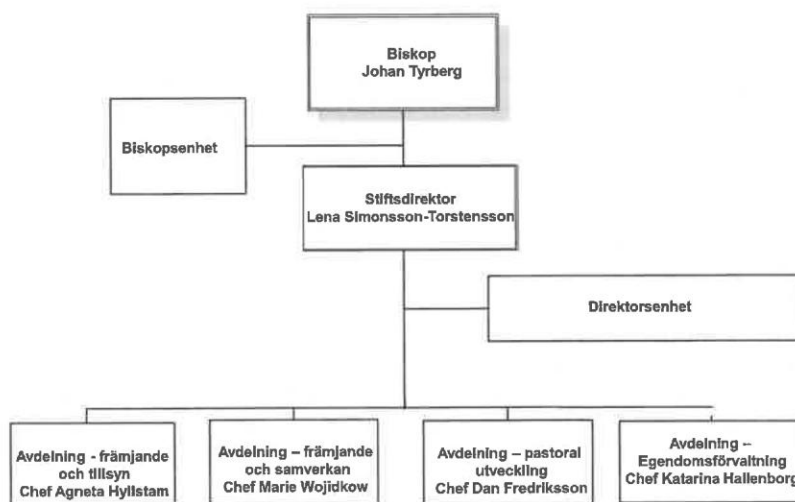 Biskop
Johan Tyrberg
Biskopsenhet
Stiftsdirektor
Lena Simonsson-Torstensson
Direktorsenhet
Avdelning - främjande
och tillsyn
Chef Agneta Hyllstam
Avdelning – främjande
och samverkan
Chef Marie Wojidkow
Avdelning – pastoral
utveckling
Chef Dan Fredriksson
Avdelning –
Egendomsförvaltning
Chef Katarina Hallenborg